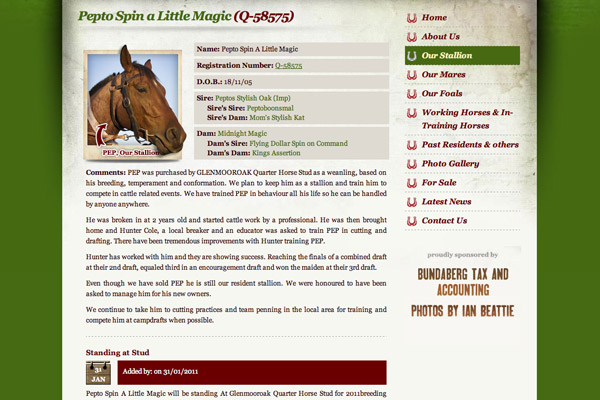 Pepto Spin a Little Magic (Q-58575)
PEP, Our Stallion
Name: Pepto Spin A Little Magic
Registration Number: Q-58575
D.O.B.: 18/11/05
Sire: Peptos Stylish Oak (Imp)
Sire's Sire: Peptoboonsmal
Sire's Dam: Mom's Stylish Kat
Dam: Midnight Magic
Dam's Sire: Flying Dollar Spin on Command
Dam's Dam: Kings Assertion
Comments: PEP was purchased by GLENMOOROAK Quarter Horse Stud as a weanling, based on
his breeding, temperament and conformation. We plan to keep him as a stallion and train him to
compete in cattle related events. We have trained PEP in behaviour all his life so he can be handled
by anyone anywhere.
He was broken in at 2 years old and started cattle work by a professional. He was then brought
home and Hunter Cole, a local breaker and an educator was asked to train PEP in cutting and
drafting. There have been tremendous improvements with Hunter training PEP.
Hunter has worked with him and they are showing success. Reaching the finals of a combined draft
at their 2nd draft, equaled third in an encouragement draft and won the maiden at their 3rd draft.
Even though we have sold PEP he is still our resident stallion. We were honoured to have been
asked to manage him for his new owners.
We continue to take him to cutting practices and team penning in the local area for training and
compete him at campdrafts when possible.
Standing at Stud
31
JAN
Added by: on 31/01/2011
Pepto Spin A Little Magic will be standing At Glenmooroak Quarter Horse Stud for 2011breeding
Home
About Us
Our Stallion
Our Mares
Our Foals
Working Horses & In-
Training Horses
Past Residents & others
Photo Gallery
For Sale
Latest News
Contact Us
proudly sponsored by
BUNDABERG TAX AND
ACCOUNTING
PHOTOS BY IAN BEATTIE